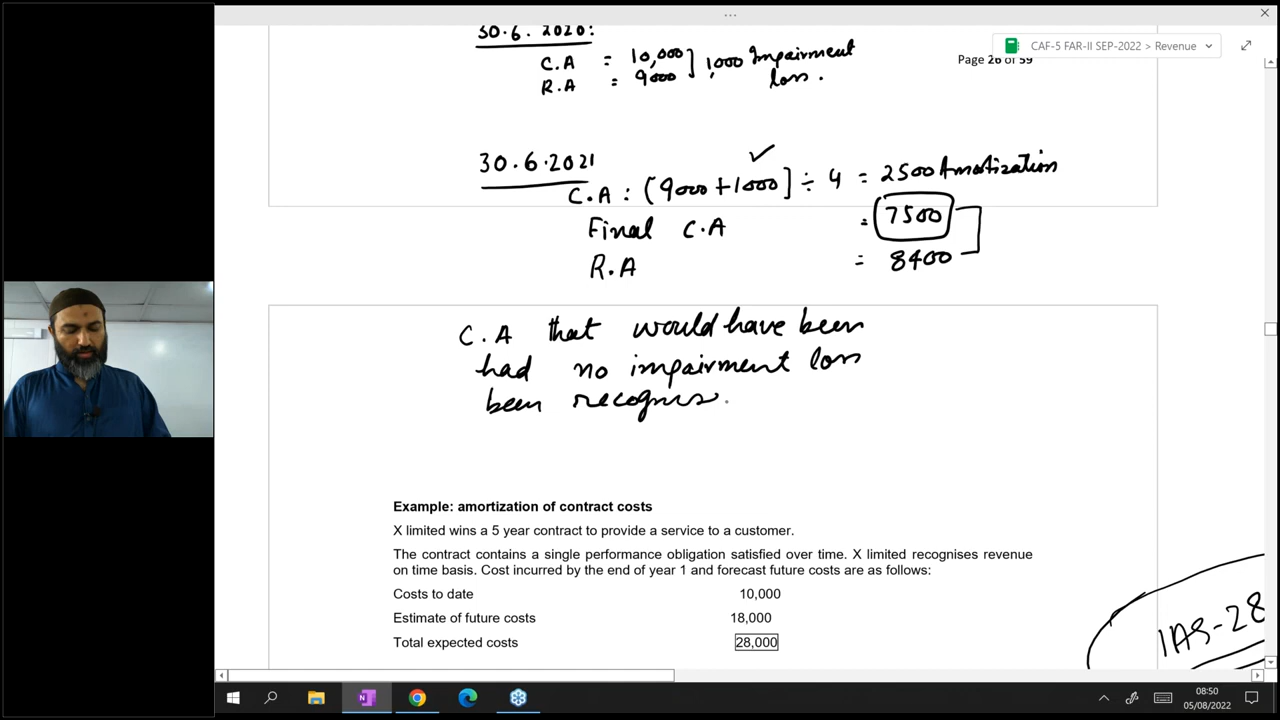 CAF-5 FAR-II SEP-2022 > Revenue
30.6.2020:
Page 26 of 59
C.A = 10,000 ] 1,000 Impairment
R.A = 9000 loss.
30.6.2021
C.A : (9000+1000] ÷ 4 = 2500 Amotization
Final C.A = 7500
R.A = 8400
C.A that would have been
had no impairment loss
been recognis
Example: amortization of contract costs
X limited wins a 5 year contract to provide a service to a customer.
The contract contains a single performance obligation satisfied over time. X limited recognises revenue
on time basis. Cost incurred by the end of year 1 and forecast future costs are as follows:
Costs to date 10,000
Estimate of future costs 18,000
Total expected costs 28,000
IAS-28
08:50
05/08/2022